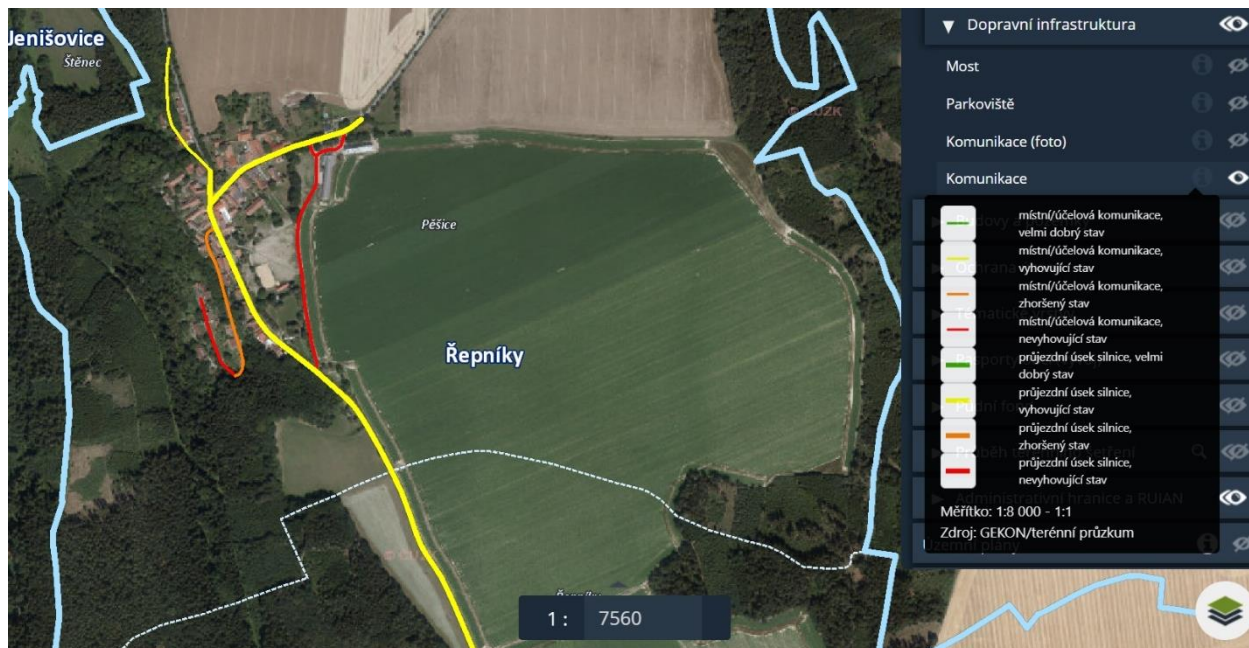 Jenišovice
Štěnec
Pěšice
Řepníky
1 : 7560
Dopravní infrastruktura
Most
Parkoviště
Komunikace (foto)
Komunikace
místní/účelová komunikace,
velmi dobrý stav
místní/účelová komunikace,
vyhovující stav
místní/účelová komunikace,
zhoršený stav
místní/účelová komunikace,
nevyhovující stav
průjezdní úsek silnice, velmi
dobrý stav
průjezdní úsek silnice,
vyhovující stav
průjezdní úsek silnice,
zhoršený stav
průjezdní úsek silnice,
nevyhovující stav
Administrativní hranice a RUIAN
Měřítko: 1:8 000 - 1:1
Zdroj: GEKON/terénní průzkum
Územní plány